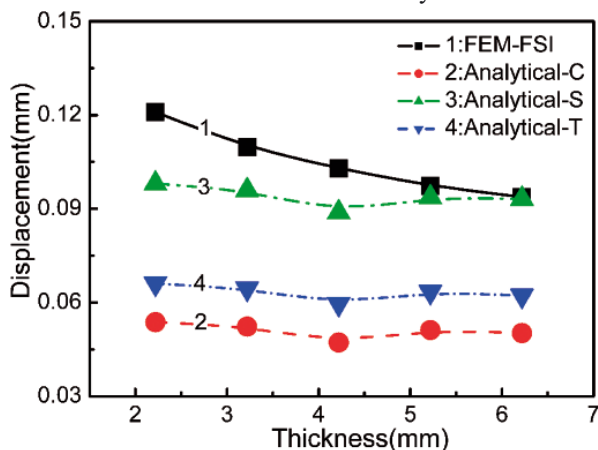 0.15
0.12
0.09
0.06
0.03
Displacement(mm)
1:FEM-FSI
2:Analytical-C
3:Analytical-S
4:Analytical-T
1
3
4
2
2 3 4 5 6 7
Thickness(mm)